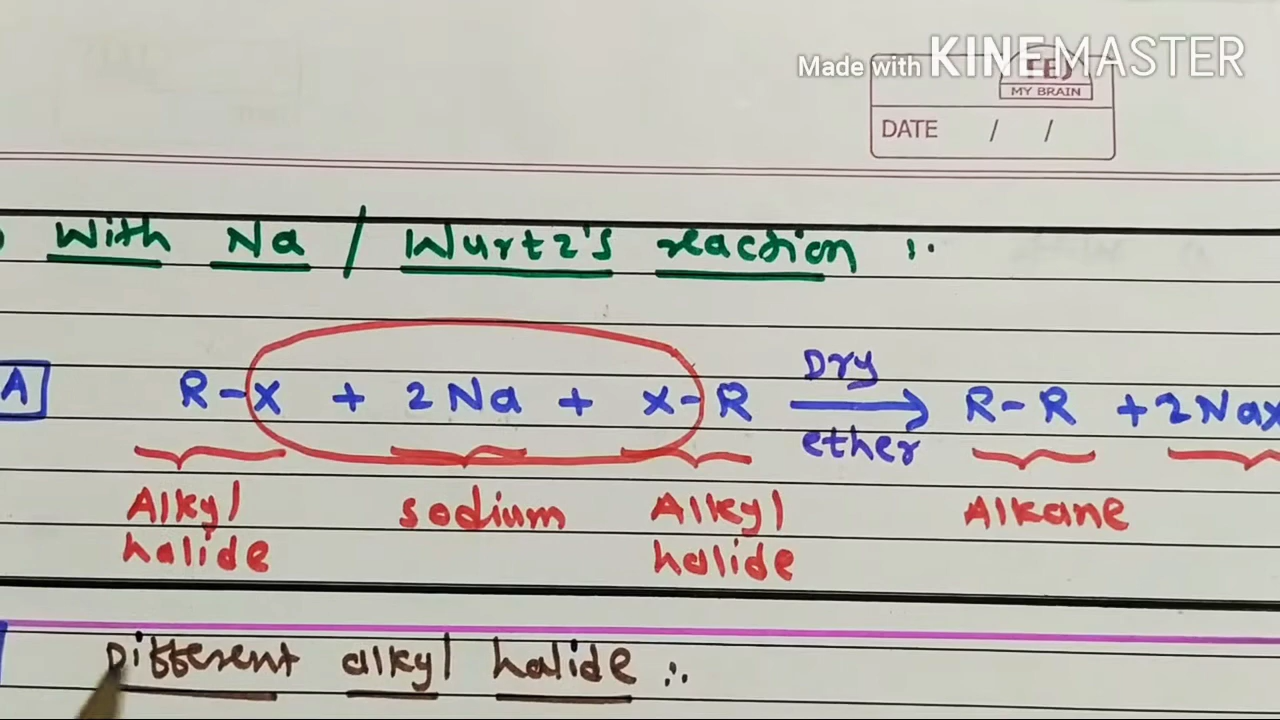 Made with KINEMASTER
MY BRAIN
DATE / /
With Na / Wurtz's reaction :.
A R-X + 2Na + X-R Dry ether R-R + 2Nax
Alkyl halide sodium Alkyl halide Alkane
Different alkyl halide :.